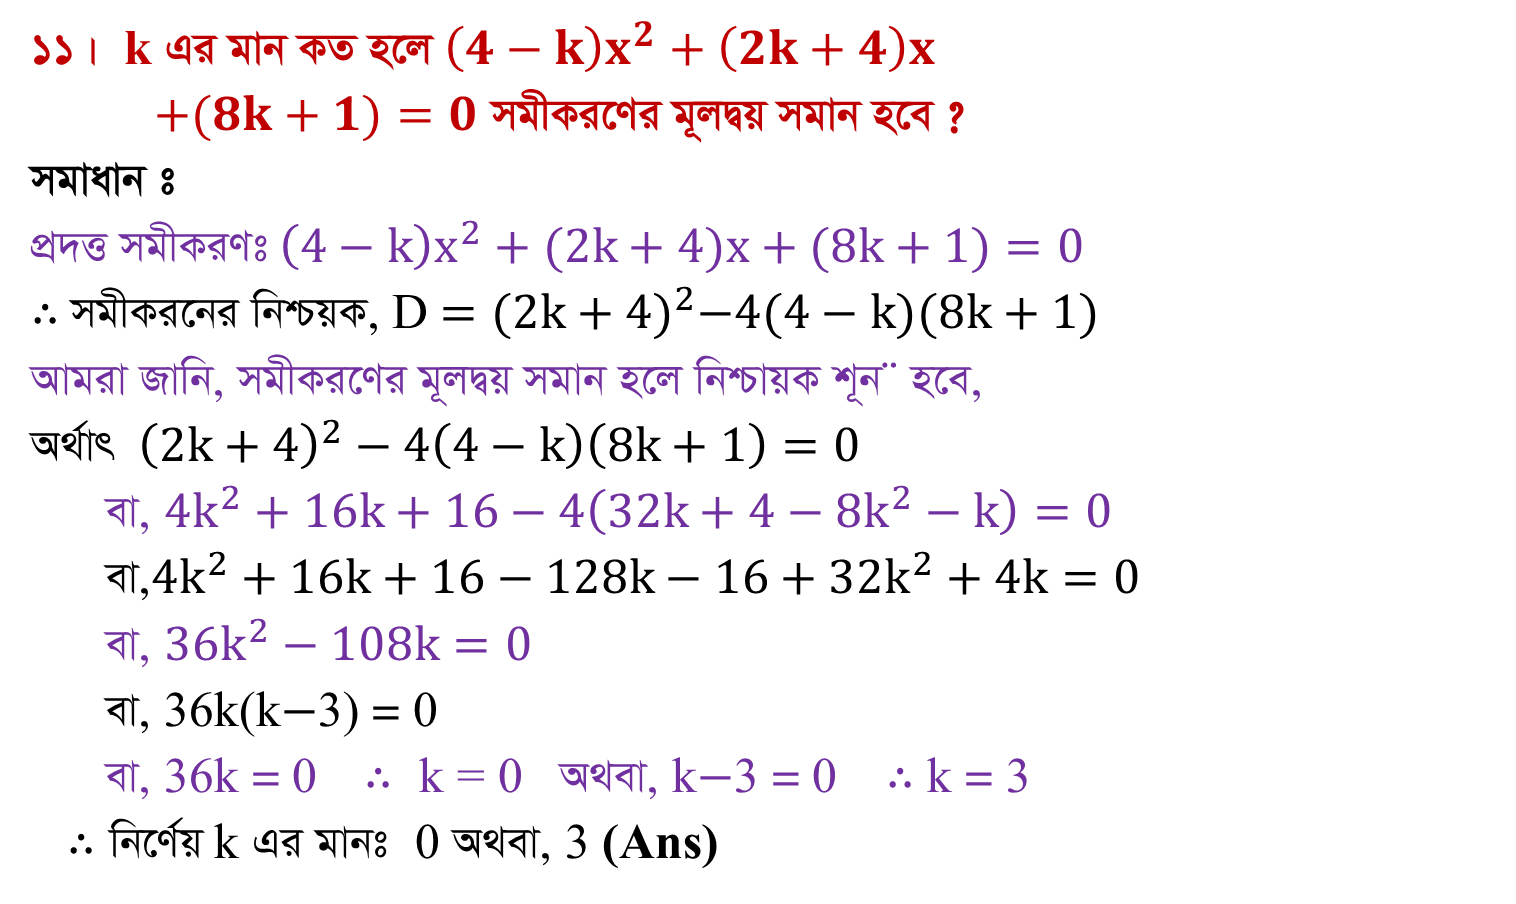 ১১। k এর মান কত হলে (4 − k)x² + (2k + 4)x
+(8k + 1) = 0 সমীকরণের মূলদ্বয় সমান হবে ?
সমাধান ঃ
প্রদত্ত সমীকরণঃ (4 − k)x² + (2k + 4)x + (8k + 1) = 0
∴ সমীকরনের নিশ্চয়ক, D = (2k + 4)²−4(4 − k)(8k + 1)
আমরা জানি, সমীকরণের মূলদ্বয় সমান হলে নিশ্চায়ক শূন¨ হবে,
অর্থাৎ (2k + 4)² − 4(4 − k)(8k + 1) = 0
বা, 4k² + 16k + 16 − 4(32k + 4 − 8k² − k) = 0
বা,4k² + 16k + 16 − 128k − 16 + 32k² + 4k = 0
বা, 36k² − 108k = 0
বা, 36k(k−3) = 0
বা, 36k = 0 ∴ k = 0 অথবা, k−3 = 0 ∴ k = 3
∴ নির্ণেয় k এর মানঃ 0 অথবা, 3 (Ans)